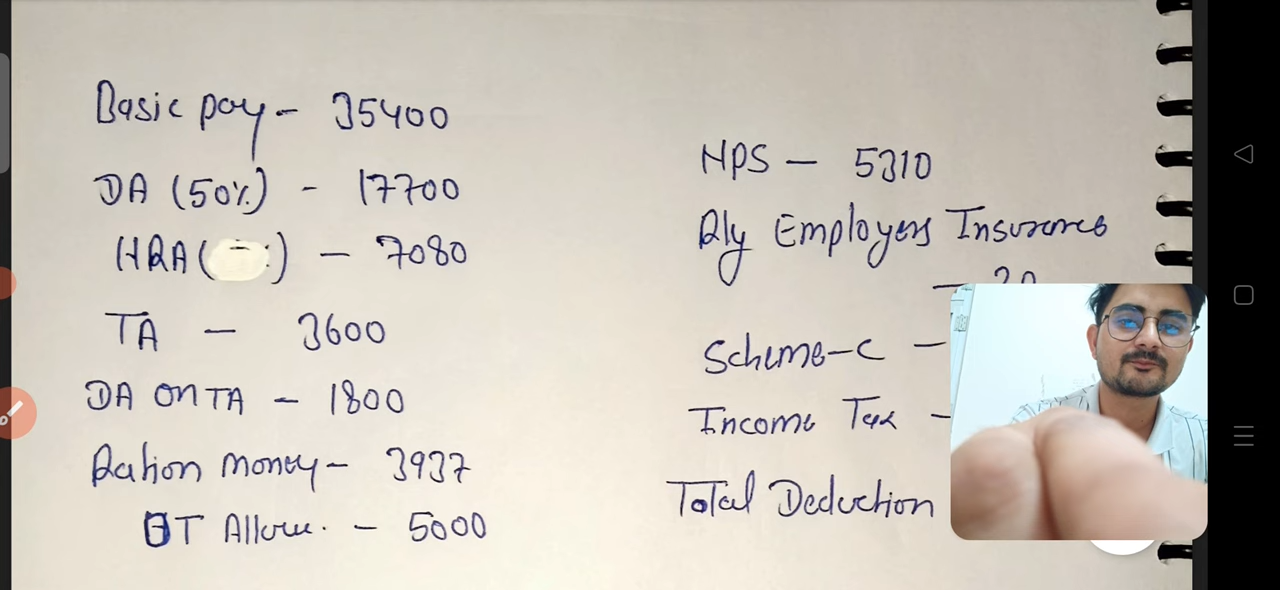 Basic pay - 35400
DA (50%) - 17700
HRA ( ) - 7080
TA - 3600
DA on TA - 1800
Ration money - 3937
OT Allow. - 5000
NPS - 5310
Rly Employees Insurance
Scheme-C -
Income Tax -
Total Deduction